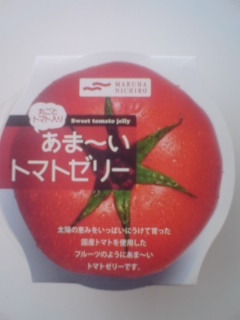 MARUHA
NICHIRO
丸ごと
トマト入り
Sweet tomato jelly
あま〜い
トマトゼリー
太陽の恵みをいっぱいにうけて育った
国産トマトを使用した
フルーツのようにあま〜い
トマトゼリーです。